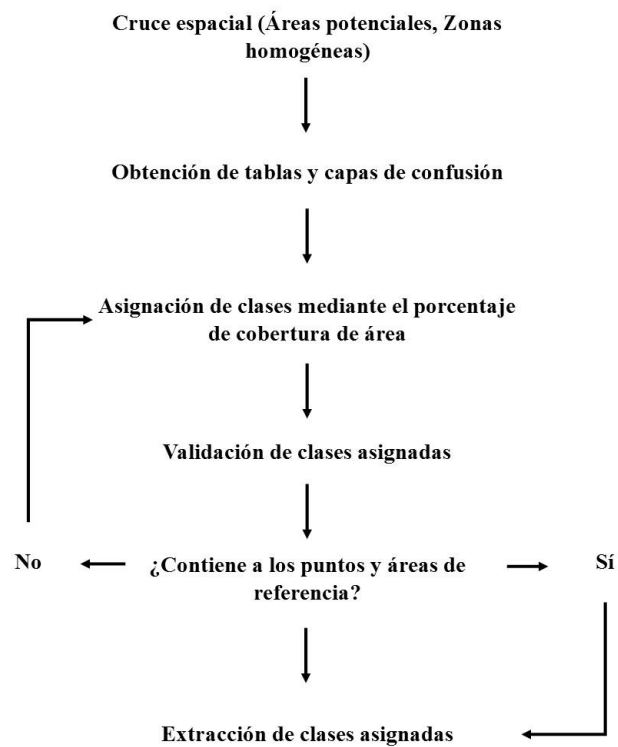 Cruce espacial (Áreas potenciales, Zonas
homogéneas)
Obtención de tablas y capas de confusión
Asignación de clases mediante el porcentaje
de cobertura de área
Validación de clases asignadas
No
¿Contiene a los puntos y áreas de
referencia?
Sí
Extracción de clases asignadas